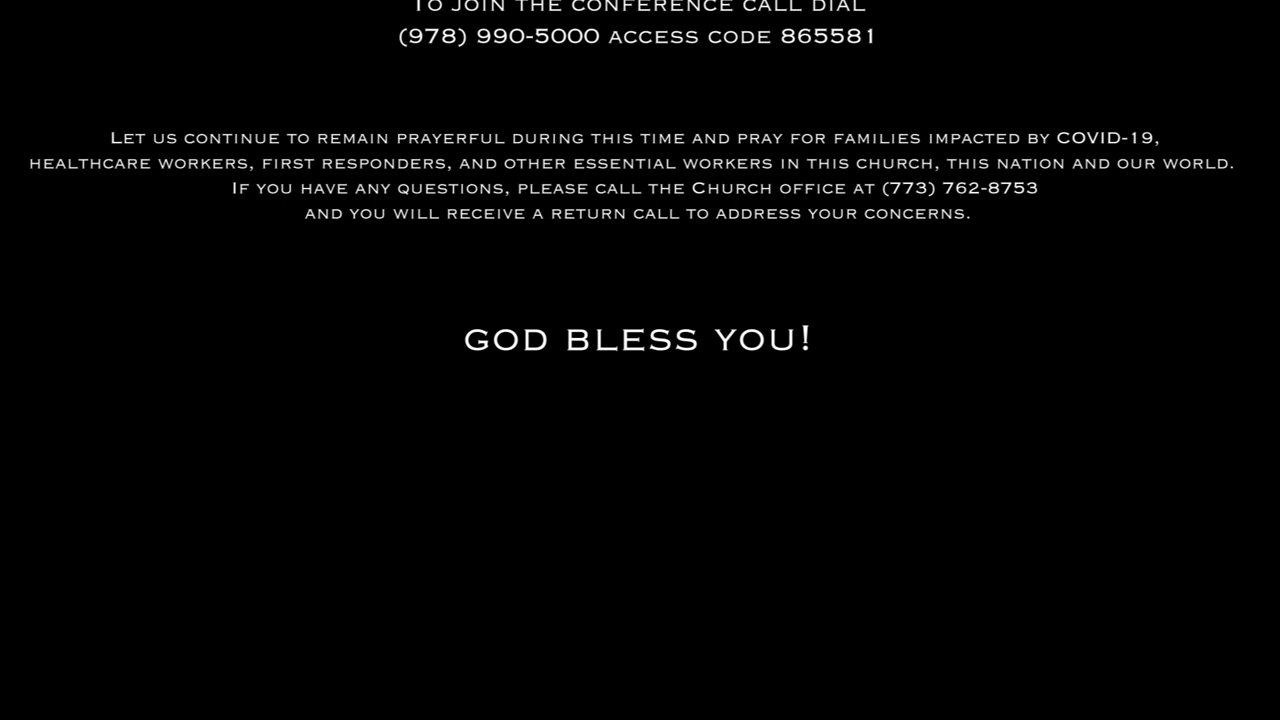 To join the conference call dial
(978) 990-5000 access code 865581
Let us continue to remain prayerful during this time and pray for families impacted by COVID-19,
healthcare workers, first responders, and other essential workers in this church, this nation and our world.
If you have any questions, please call the Church office at (773) 762-8753
and you will receive a return call to address your concerns.
GOD BLESS YOU!